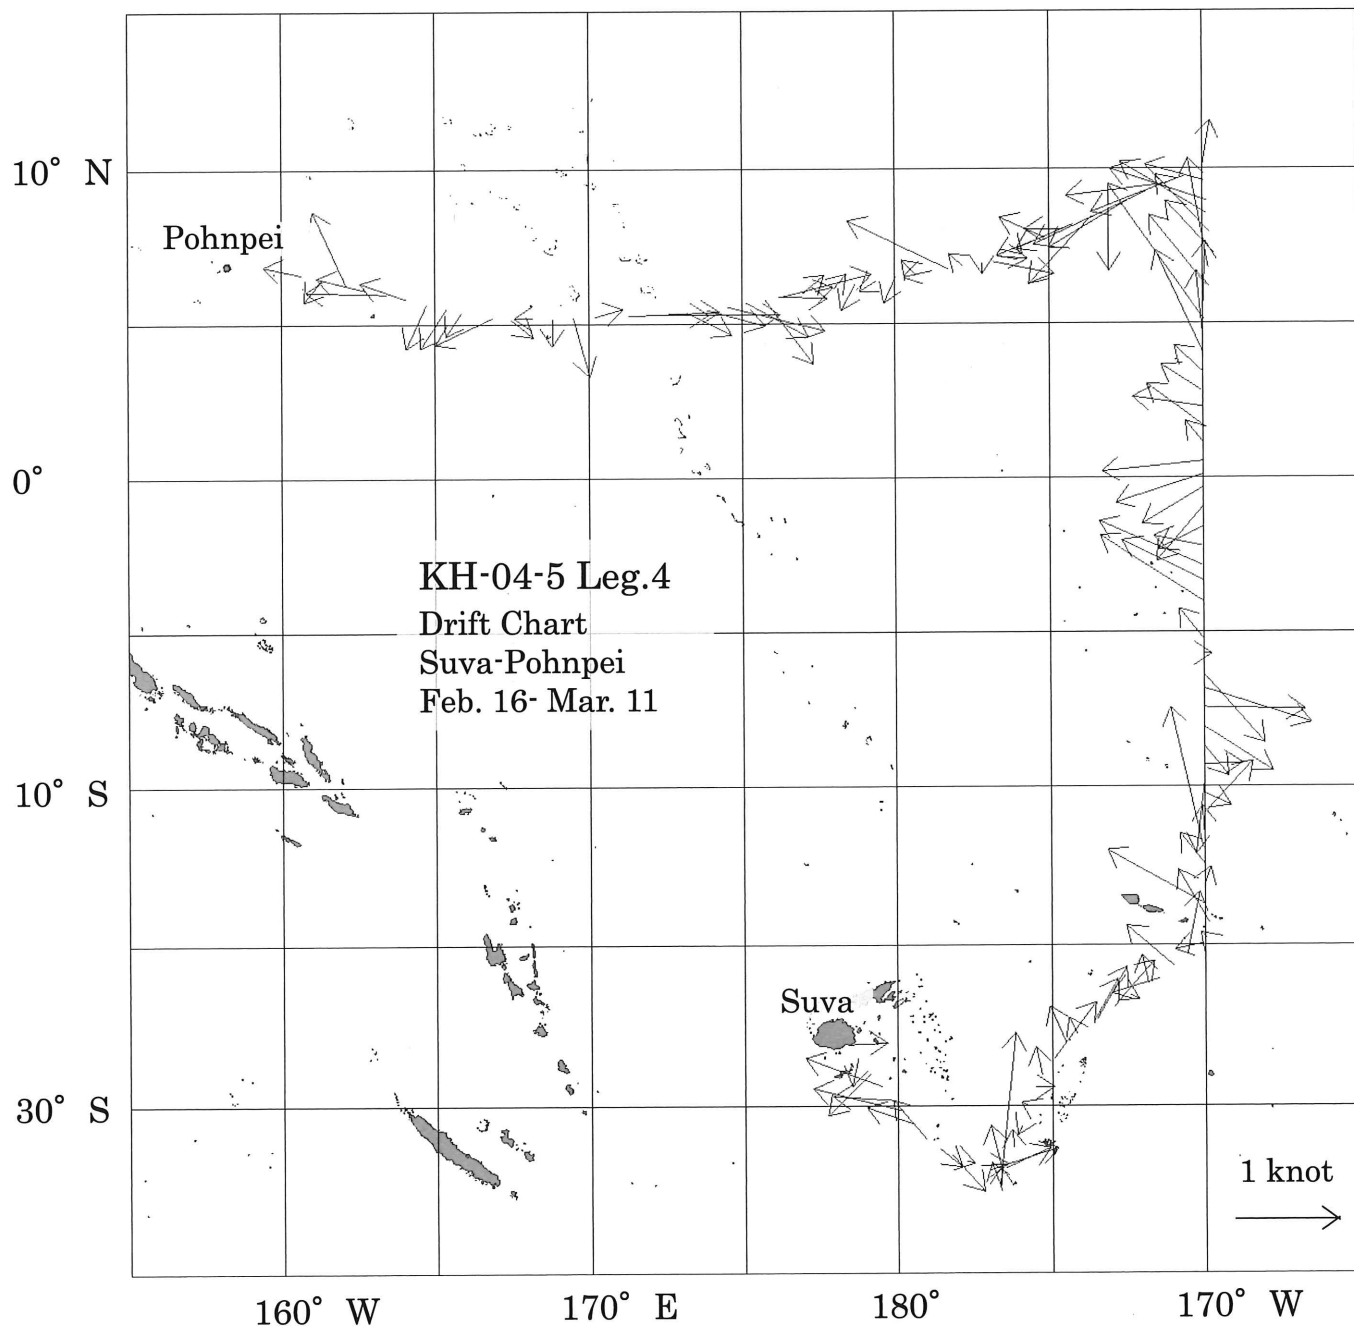 10° N
Pohnpei
0°
KH-04-5 Leg.4
Drift Chart
Suva-Pohnpei
Feb. 16- Mar. 11
10° S
Suva
30° S
1 knot
160° W
170° E
180°
170° W